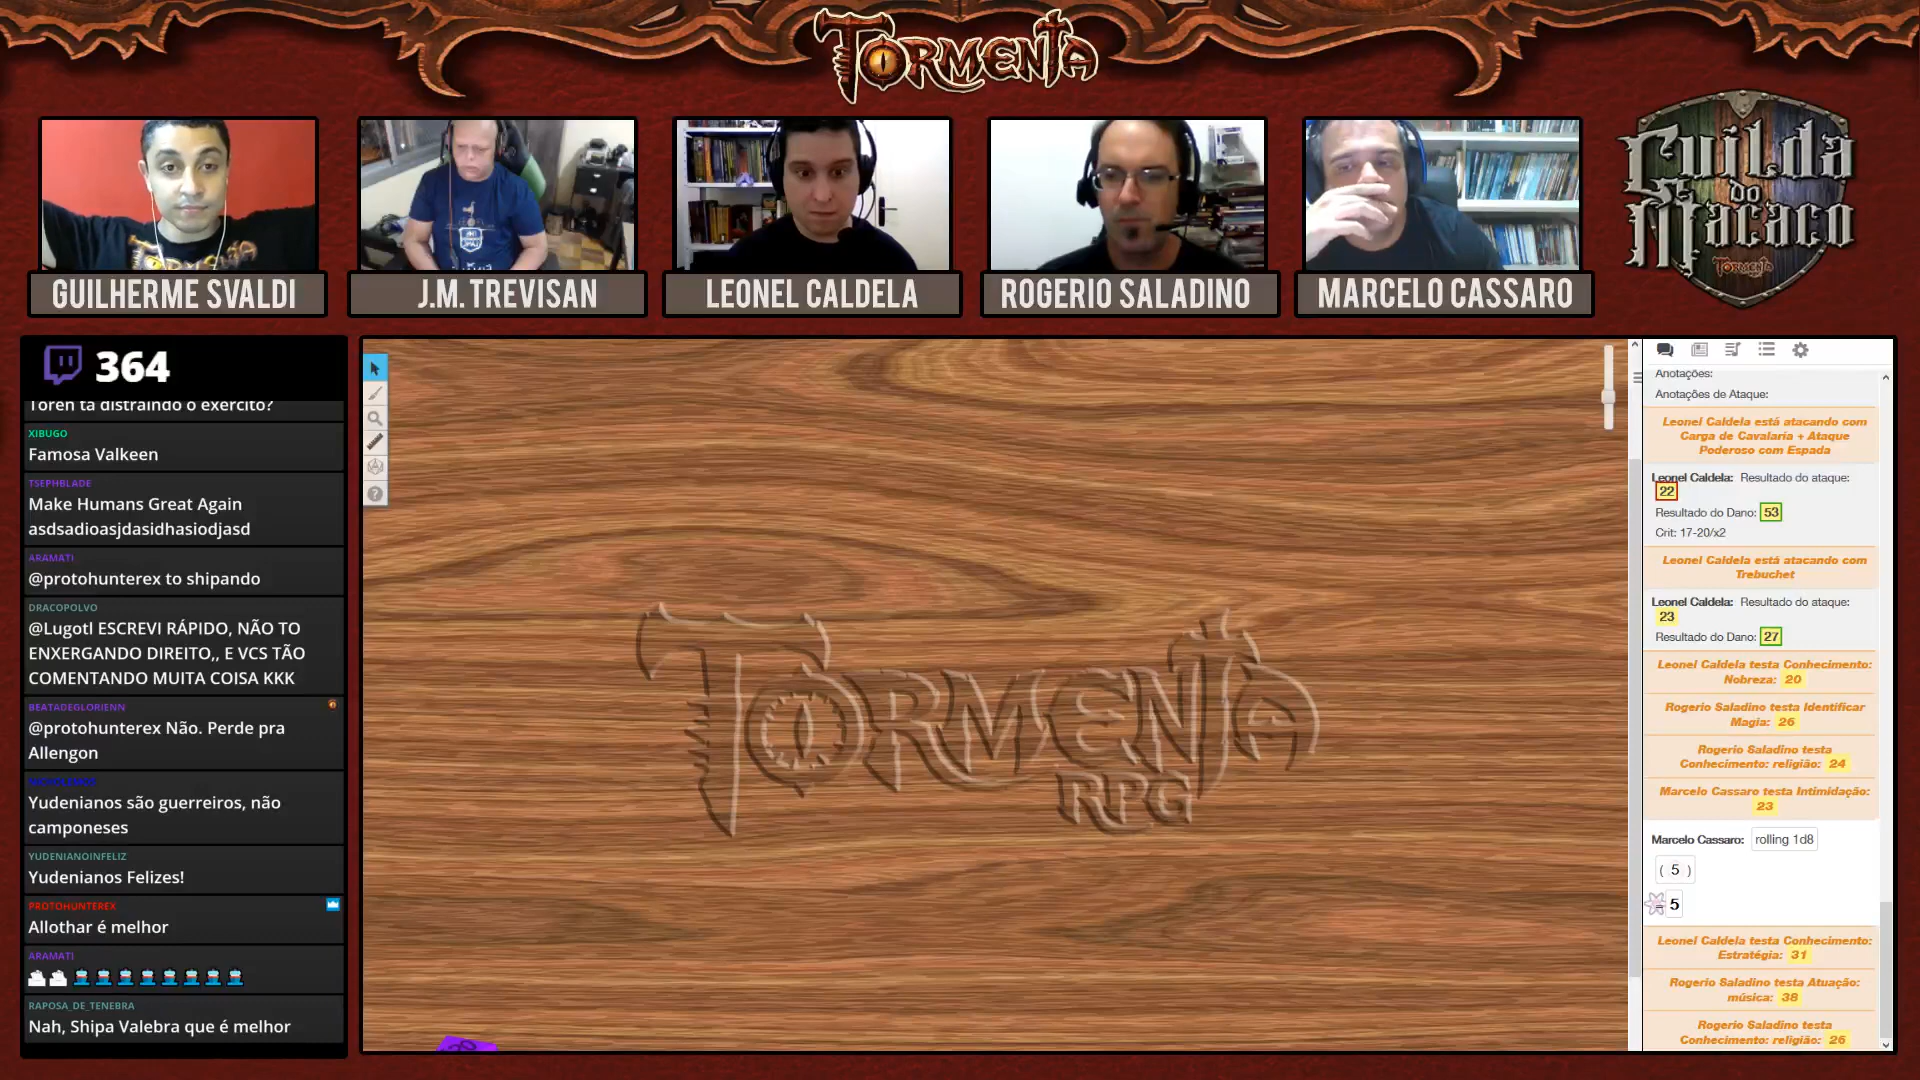 TORMENTA
Guilda
do
Macaco
TORMENTA
GUILHERME SVALDI
J.M. TREVISAN
LEONEL CALDELA
ROGERIO SALADINO
MARCELO CASSARO
364
Toren tá distraindo o exército?
XIBUGO
Famosa Valkeen
TSEPHBLADE
Make Humans Great Again
asdsadioasjdasidhasiodjasd
ARAMATI
@protohunterex to shipando
DRACOPOLVO
@Lugotl ESCREVI RÁPIDO, NÃO TO
ENXERGANDO DIREITO,, E VCS TÃO
COMENTANDO MUITA COISA KKK
BEATADEGLORIENN
@protohunterex Não. Perde pra
Allengon
Yudenianos são guerreiros, não
camponeses
YUDENIANOINFELIZ
Yudenianos Felizes!
PROTOHUNTEREX
Allothar é melhor
ARAMATI
RAPOSA_DE_TENEBRA
Nah, Shipa Valebra que é melhor
TORMENTA
RPG
Anotações:
Anotações de Ataque:
Leonel Caldela está atacando com
Carga de Cavalaria + Ataque
Poderoso com Espada
Leonel Caldela: Resultado do ataque:
22
Resultado do Dano: 53
Crit: 17-20/x2
Leonel Caldela está atacando com
Trebuchet
Leonel Caldela: Resultado do ataque:
23
Resultado do Dano: 27
Leonel Caldela testa Conhecimento:
Nobreza: 20
Rogerio Saladino testa Identificar
Magia: 26
Rogerio Saladino testa
Conhecimento: religião: 24
Marcelo Cassaro testa Intimidação:
23
Marcelo Cassaro: rolling 1d8
( 5 )
= 5
Leonel Caldela testa Conhecimento:
Estratégia: 31
Rogerio Saladino testa Atuação:
música: 38
Rogerio Saladino testa
Conhecimento: religião: 26